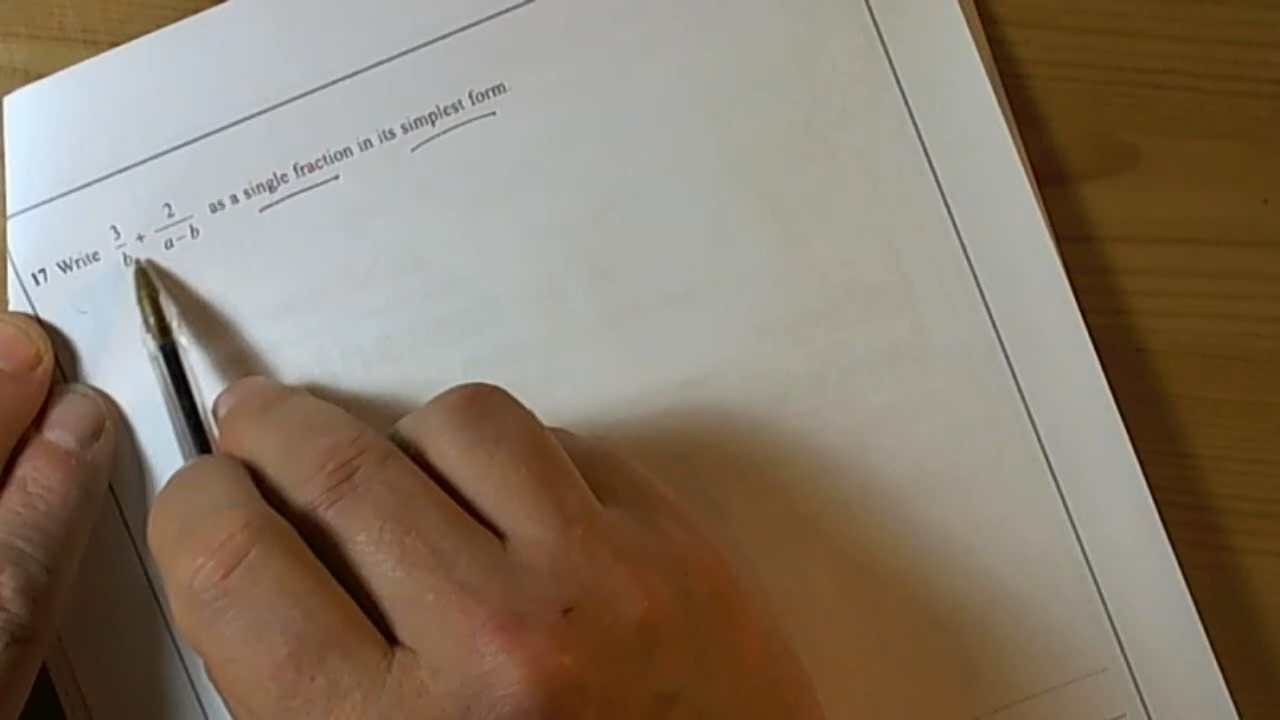 17 Write 3/b + 2/(a-b) as a single fraction in its simplest form.